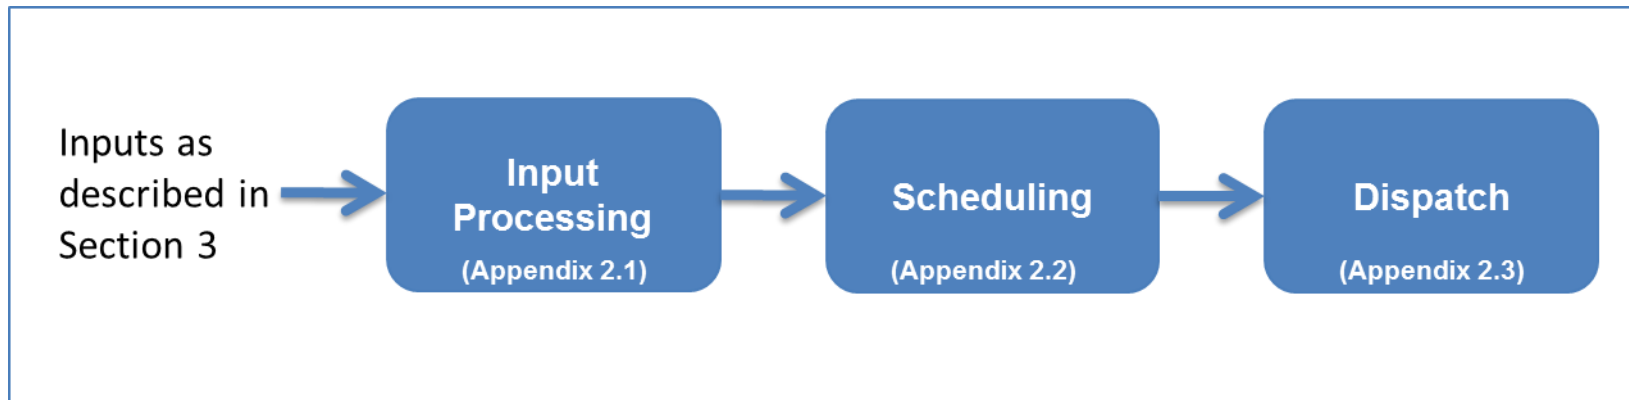 Inputs as
described in
Section 3
Input
Processing
(Appendix 2.1)
Scheduling
(Appendix 2.2)
Dispatch
(Appendix 2.3)